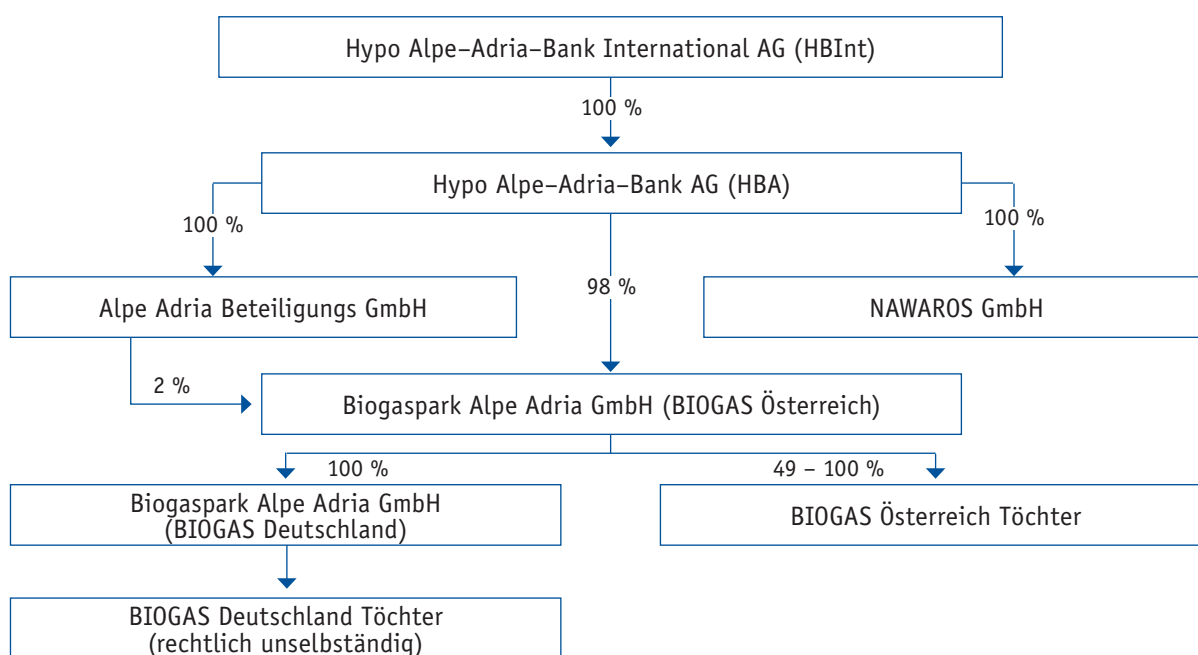 Hypo Alpe–Adria–Bank International AG (HBInt)
100 %
Hypo Alpe–Adria–Bank AG (HBA)
100 %
100 %
98 %
Alpe Adria Beteiligungs GmbH
NAWAROS GmbH
2 %
Biogaspark Alpe Adria GmbH (BIOGAS Österreich)
100 %
49 – 100 %
Biogaspark Alpe Adria GmbH
(BIOGAS Deutschland)
BIOGAS Österreich Töchter
BIOGAS Deutschland Töchter
(rechtlich unselbständig)